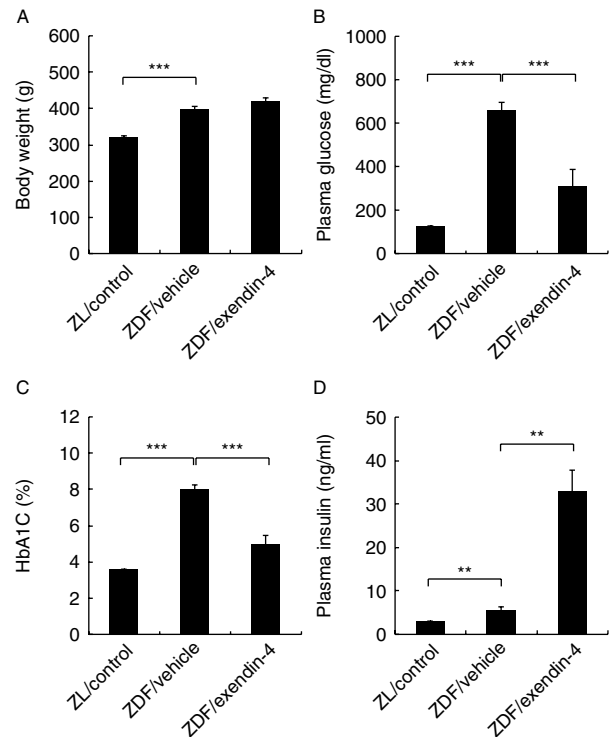 A
Body weight (g)
600
500
400
300
200
100
0
***
ZL/control
ZDF/vehicle
ZDF/exendin-4
B
Plasma glucose (mg/dl)
1000
800
600
400
200
0
*** ***
ZL/control
ZDF/vehicle
ZDF/exendin-4
C
HbA1C (%)
12
10
8
6
4
2
0
*** ***
ZL/control
ZDF/vehicle
ZDF/exendin-4
D
Plasma insulin (ng/ml)
50
40
30
20
10
0
**
**
ZL/control
ZDF/vehicle
ZDF/exendin-4